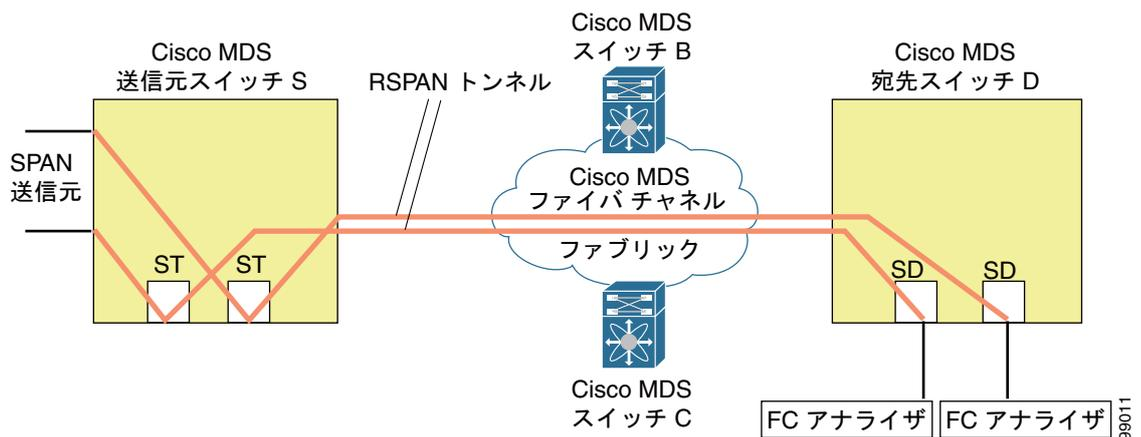 Cisco MDS
スイッチ B
Cisco MDS
送信元スイッチ S
RSPAN トンネル
Cisco MDS
宛先スイッチ D
SPAN
送信元
Cisco MDS
ファイバ チャネル
ファブリック
ST
ST
SD
SD
Cisco MDS
スイッチ C
FC アナライザ
FC アナライザ
99011